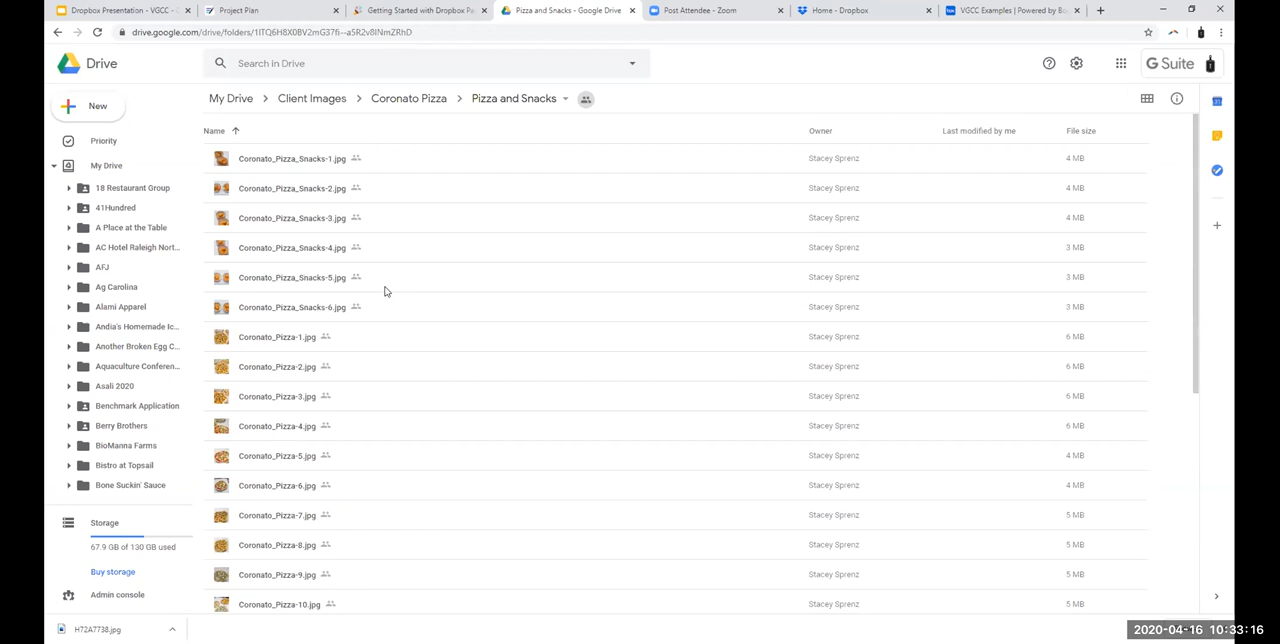 Dropbox Presentation - VGCC - C
Project Plan
Getting Started with Dropbox Pa
Pizza and Snacks - Google Drive
Post Attendee - Zoom
Home - Dropbox
VGCC Examples | Powered by Bo
drive.google.com/drive/folders/1lTQ6H8X0BV2mG37fi--a5R2v8lNmZRhD
Drive
Search in Drive
G Suite
New
My Drive > Client Images > Coronato Pizza > Pizza and Snacks
Priority
My Drive
18 Restaurant Group
41Hundred
A Place at the Table
AC Hotel Raleigh Nort...
AFJ
Ag Carolina
Alami Apparel
Andia's Homemade Ic...
Another Broken Egg C...
Aquaculture Conferen...
Asali 2020
Benchmark Application
Berry Brothers
BioManna Farms
Bistro at Topsail
Bone Suckin' Sauce
Storage
67.9 GB of 130 GB used
Buy storage
Admin console
Name Owner Last modified by me File size
Coronato_Pizza_Snacks-1.jpg Stacey Sprenz 4 MB
Coronato_Pizza_Snacks-2.jpg Stacey Sprenz 4 MB
Coronato_Pizza_Snacks-3.jpg Stacey Sprenz 4 MB
Coronato_Pizza_Snacks-4.jpg Stacey Sprenz 3 MB
Coronato_Pizza_Snacks-5.jpg Stacey Sprenz 3 MB
Coronato_Pizza_Snacks-6.jpg Stacey Sprenz 3 MB
Coronato_Pizza-1.jpg Stacey Sprenz 6 MB
Coronato_Pizza-2.jpg Stacey Sprenz 6 MB
Coronato_Pizza-3.jpg Stacey Sprenz 6 MB
Coronato_Pizza-4.jpg Stacey Sprenz 6 MB
Coronato_Pizza-5.jpg Stacey Sprenz 4 MB
Coronato_Pizza-6.jpg Stacey Sprenz 4 MB
Coronato_Pizza-7.jpg Stacey Sprenz 5 MB
Coronato_Pizza-8.jpg Stacey Sprenz 5 MB
Coronato_Pizza-9.jpg Stacey Sprenz 5 MB
Coronato_Pizza-10.jpg Stacey Sprenz 5 MB
H72A7738.jpg
2020-04-16 10:33:16